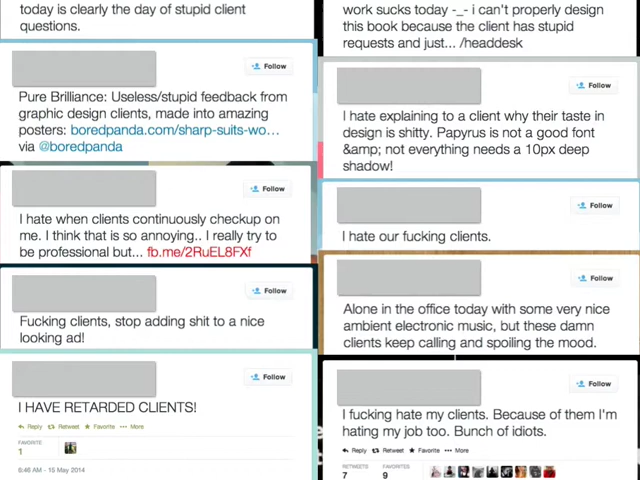 today is clearly the day of stupid client
questions.
Follow
Pure Brilliance: Useless/stupid feedback from
graphic design clients, made into amazing
posters: boredpanda.com/sharp-suits-wo…
via @boredpanda
Follow
I hate when clients continuously checkup on
me. I think that is so annoying.. I really try to
be professional but... fb.me/2RuEL8FXf
Follow
Fucking clients, stop adding shit to a nice
looking ad!
Follow
I HAVE RETARDED CLIENTS!
Reply Retweet Favorite More
FAVORITE
1
8:46 AM - 15 May 2014
work sucks today -_- i can't properly design
this book because the client has stupid
requests and just... /headdesk
Follow
I hate explaining to a client why their taste in
design is shitty. Papyrus is not a good font
&amp; not everything needs a 10px deep
shadow!
Follow
I hate our fucking clients.
Follow
Alone in the office today with some very nice
ambient electronic music, but these damn
clients keep calling and spoiling the mood.
Follow
I fucking hate my clients. Because of them I'm
hating my job too. Bunch of idiots.
Reply Retweet Favorite More
RETWEETS FAVORITES
7 9